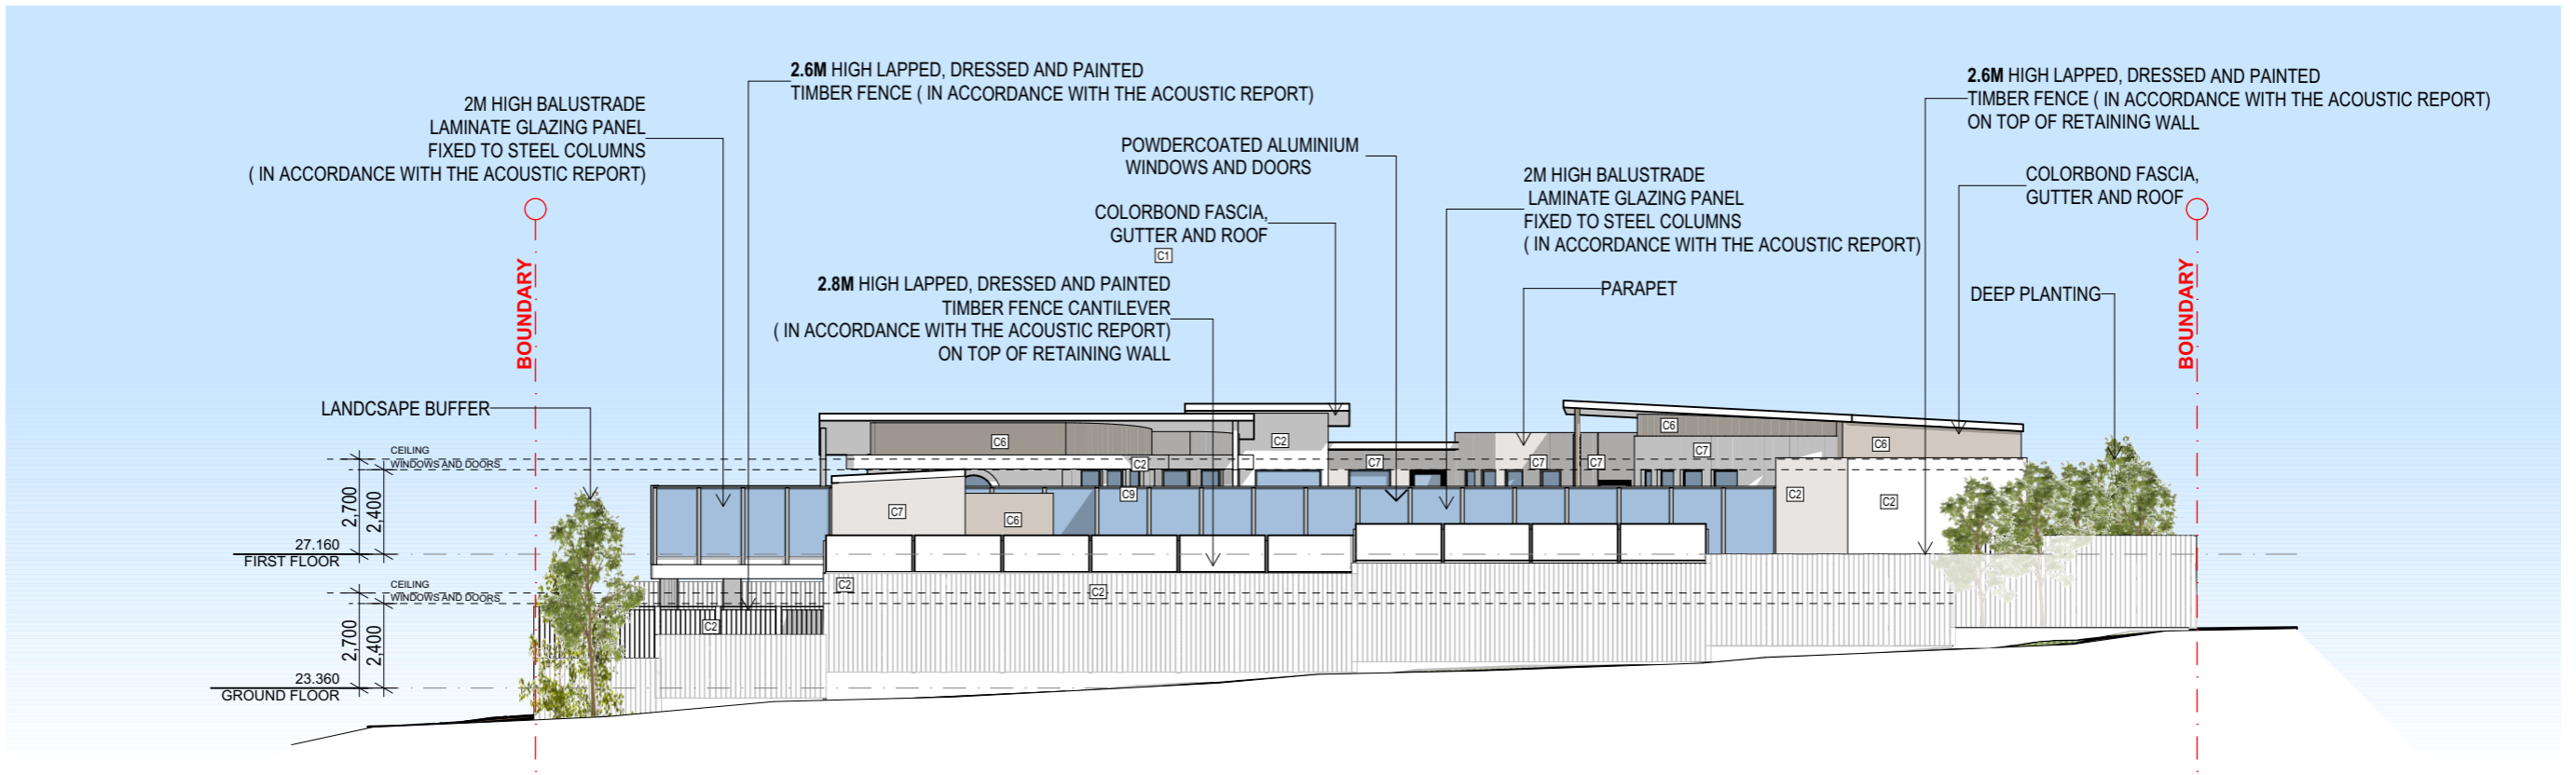 2.6M HIGH LAPPED, DRESSED AND PAINTED
TIMBER FENCE ( IN ACCORDANCE WITH THE ACOUSTIC REPORT)
2M HIGH BALUSTRADE
LAMINATE GLAZING PANEL
FIXED TO STEEL COLUMNS
( IN ACCORDANCE WITH THE ACOUSTIC REPORT)
POWDERCOATED ALUMINIUM
WINDOWS AND DOORS
COLORBOND FASCIA,
GUTTER AND ROOF
C1
2.8M HIGH LAPPED, DRESSED AND PAINTED
TIMBER FENCE CANTILEVER
( IN ACCORDANCE WITH THE ACOUSTIC REPORT)
ON TOP OF RETAINING WALL
2M HIGH BALUSTRADE
LAMINATE GLAZING PANEL
FIXED TO STEEL COLUMNS
( IN ACCORDANCE WITH THE ACOUSTIC REPORT)
PARAPET
2.6M HIGH LAPPED, DRESSED AND PAINTED
TIMBER FENCE ( IN ACCORDANCE WITH THE ACOUSTIC REPORT)
ON TOP OF RETAINING WALL
COLORBOND FASCIA,
GUTTER AND ROOF
DEEP PLANTING
BOUNDARY
BOUNDARY
LANDCSAPE BUFFER
CEILING
WINDOWS AND DOORS
2,700
2,400
27.160
FIRST FLOOR
CEILING
WINDOWS AND DOORS
2,700
2,400
23.360
GROUND FLOOR
C6
C2
C6
C6
C2
C7
C7
C7
C7
C9
C7
C6
C2
C2
C2
C2
C2